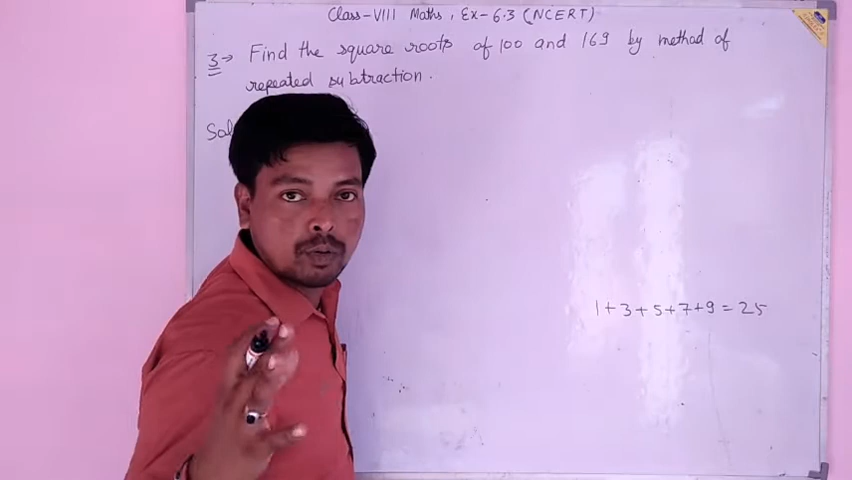 Class-VIII Maths, Ex-6.3 (NCERT)
3→ Find the square roots of 100 and 169 by method of
repeated subtraction.
Sol
1+3+5+7+9=25